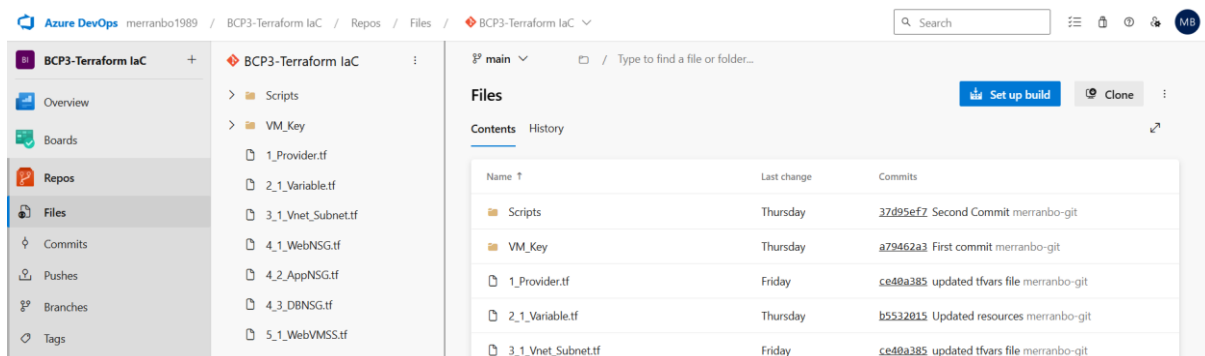 Azure DevOps merranbo1989 / BCP3-Terraform IaC / Repos / Files / BCP3-Terraform IaC
Search
MB
BI BCP3-Terraform IaC +
Overview
Boards
Repos
Files
Commits
Pushes
Branches
Tags
BCP3-Terraform IaC
Scripts
VM_Key
1_Provider.tf
2_1_Variable.tf
3_1_Vnet_Subnet.tf
4_1_WebNSG.tf
4_2_AppNSG.tf
4_3_DBNSG.tf
5_1_WebVMSS.tf
main / Type to find a file or folder...
Files
Set up build Clone
Contents History
Name ↑ Last change Commits
Scripts Thursday 37d95ef7 Second Commit merranbo-git
VM_Key Thursday a79462a3 First commit merranbo-git
1_Provider.tf Friday ce40a385 updated tfvars file merranbo-git
2_1_Variable.tf Thursday b5532015 Updated resources merranbo-git
3_1_Vnet_Subnet.tf Friday ce40a385 updated tfvars file merranbo-git